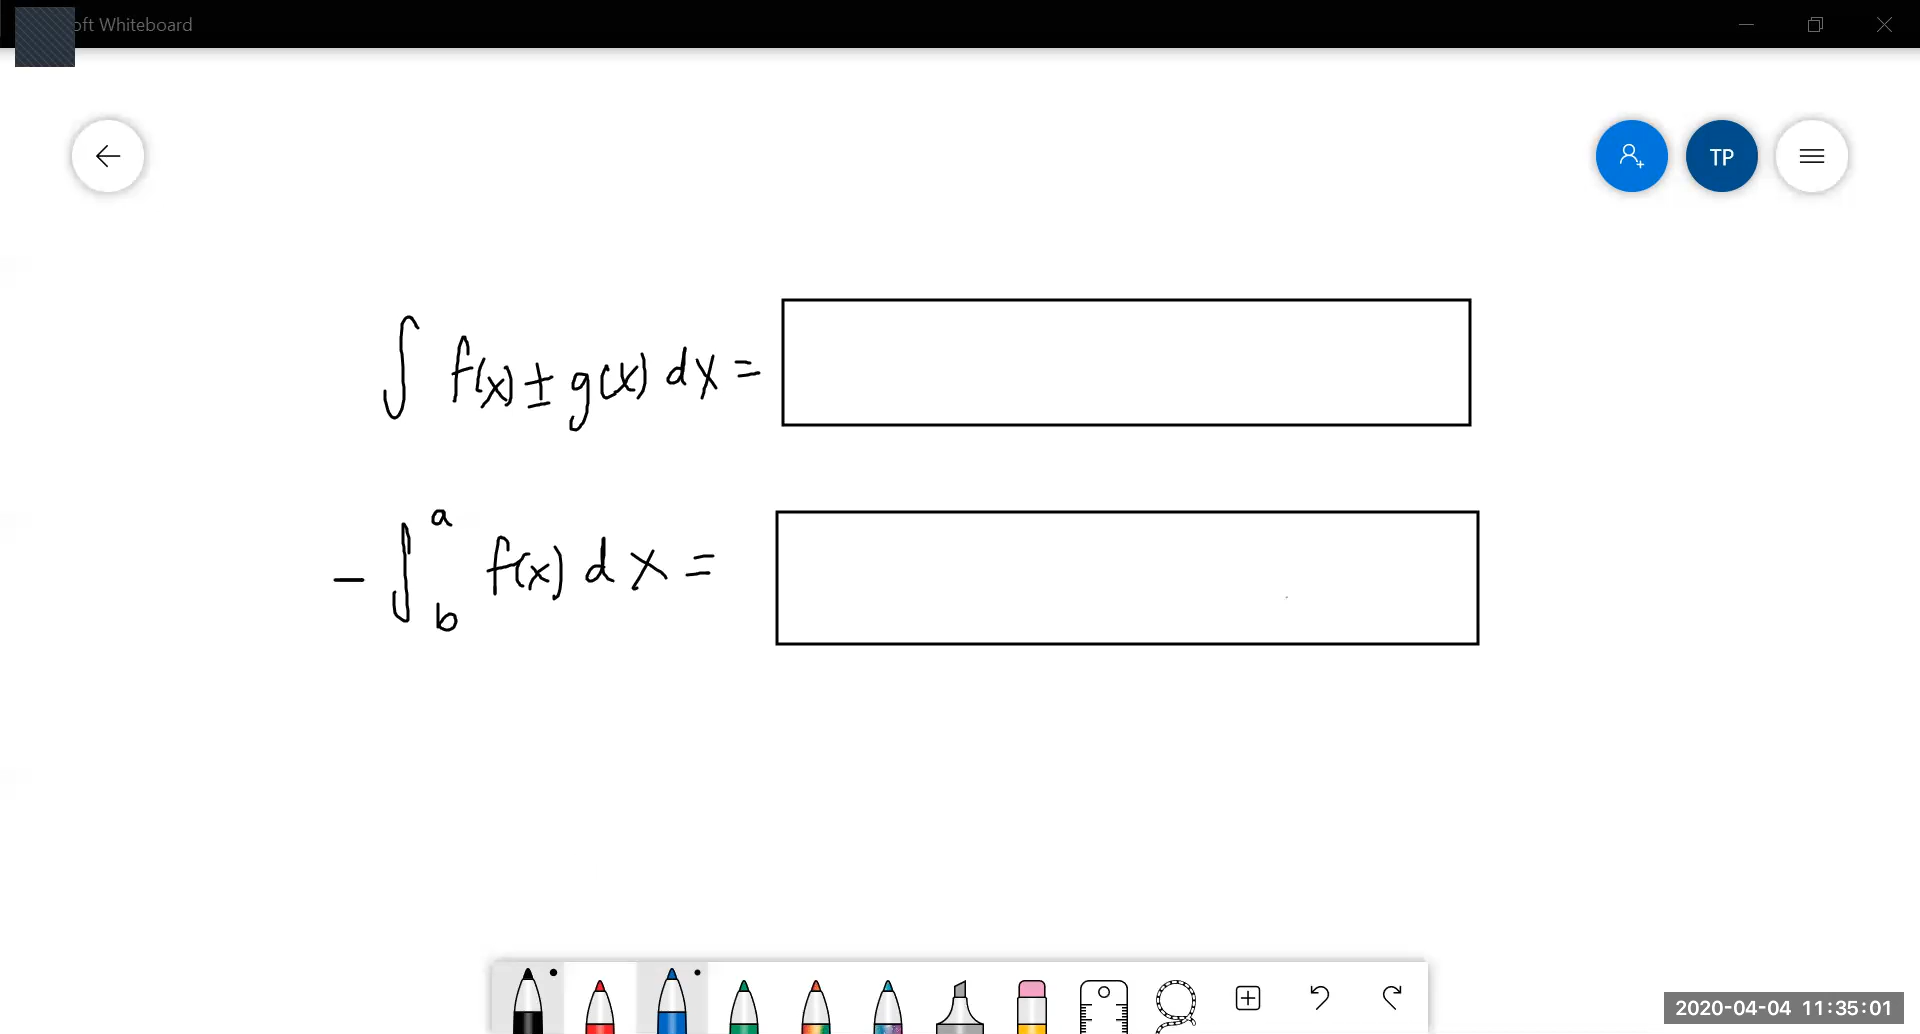 oft Whiteboard
TP
∫ f(x) ± g(x) dx =
- ∫_b^a f(x) dx =
2020-04-04 11:35:01